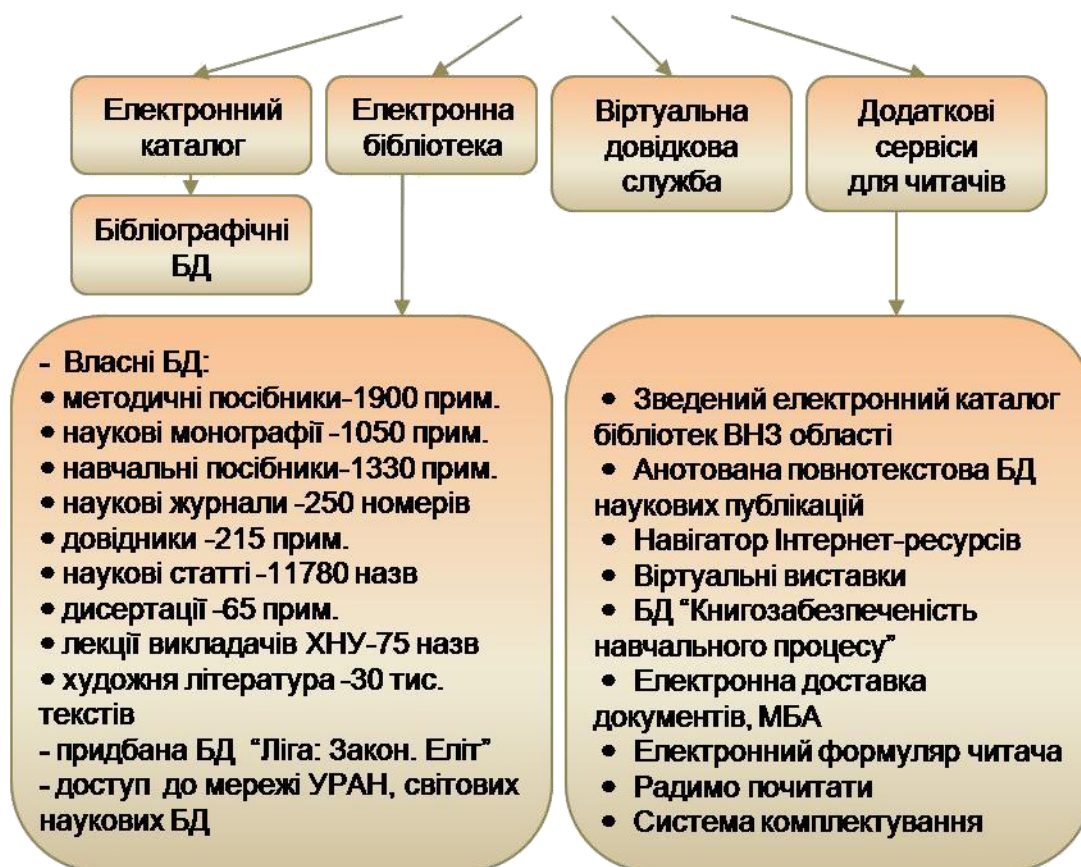 Електронний
каталог
Електронна
бібліотека
Віртуальна
довідкова
служба
Додаткові
сервіси
для читачів
Бібліографічні
БД
- Власні БД:
• методичні посібники-1900 прим.
• наукові монографії -1050 прим.
• навчальні посібники-1330 прим.
• наукові журнали -250 номерів
• довідники -215 прим.
• наукові статті -11780 назв
• дисертації -65 прим.
• лекції викладачів ХНУ-75 назв
• художня література -30 тис.
текстів
- придбана БД "Ліга: Закон. Еліт"
- доступ до мережі УРАН, світових
наукових БД
• Зведений електронний каталог
бібліотек ВНЗ області
• Анотована повнотекстова БД
наукових публікацій
• Навігатор Інтернет-ресурсів
• Віртуальні виставки
• БД "Книгозабезпеченість
навчального процесу"
• Електронна доставка
документів, МБА
• Електронний формуляр читача
• Радимо почитати
• Система комплектування